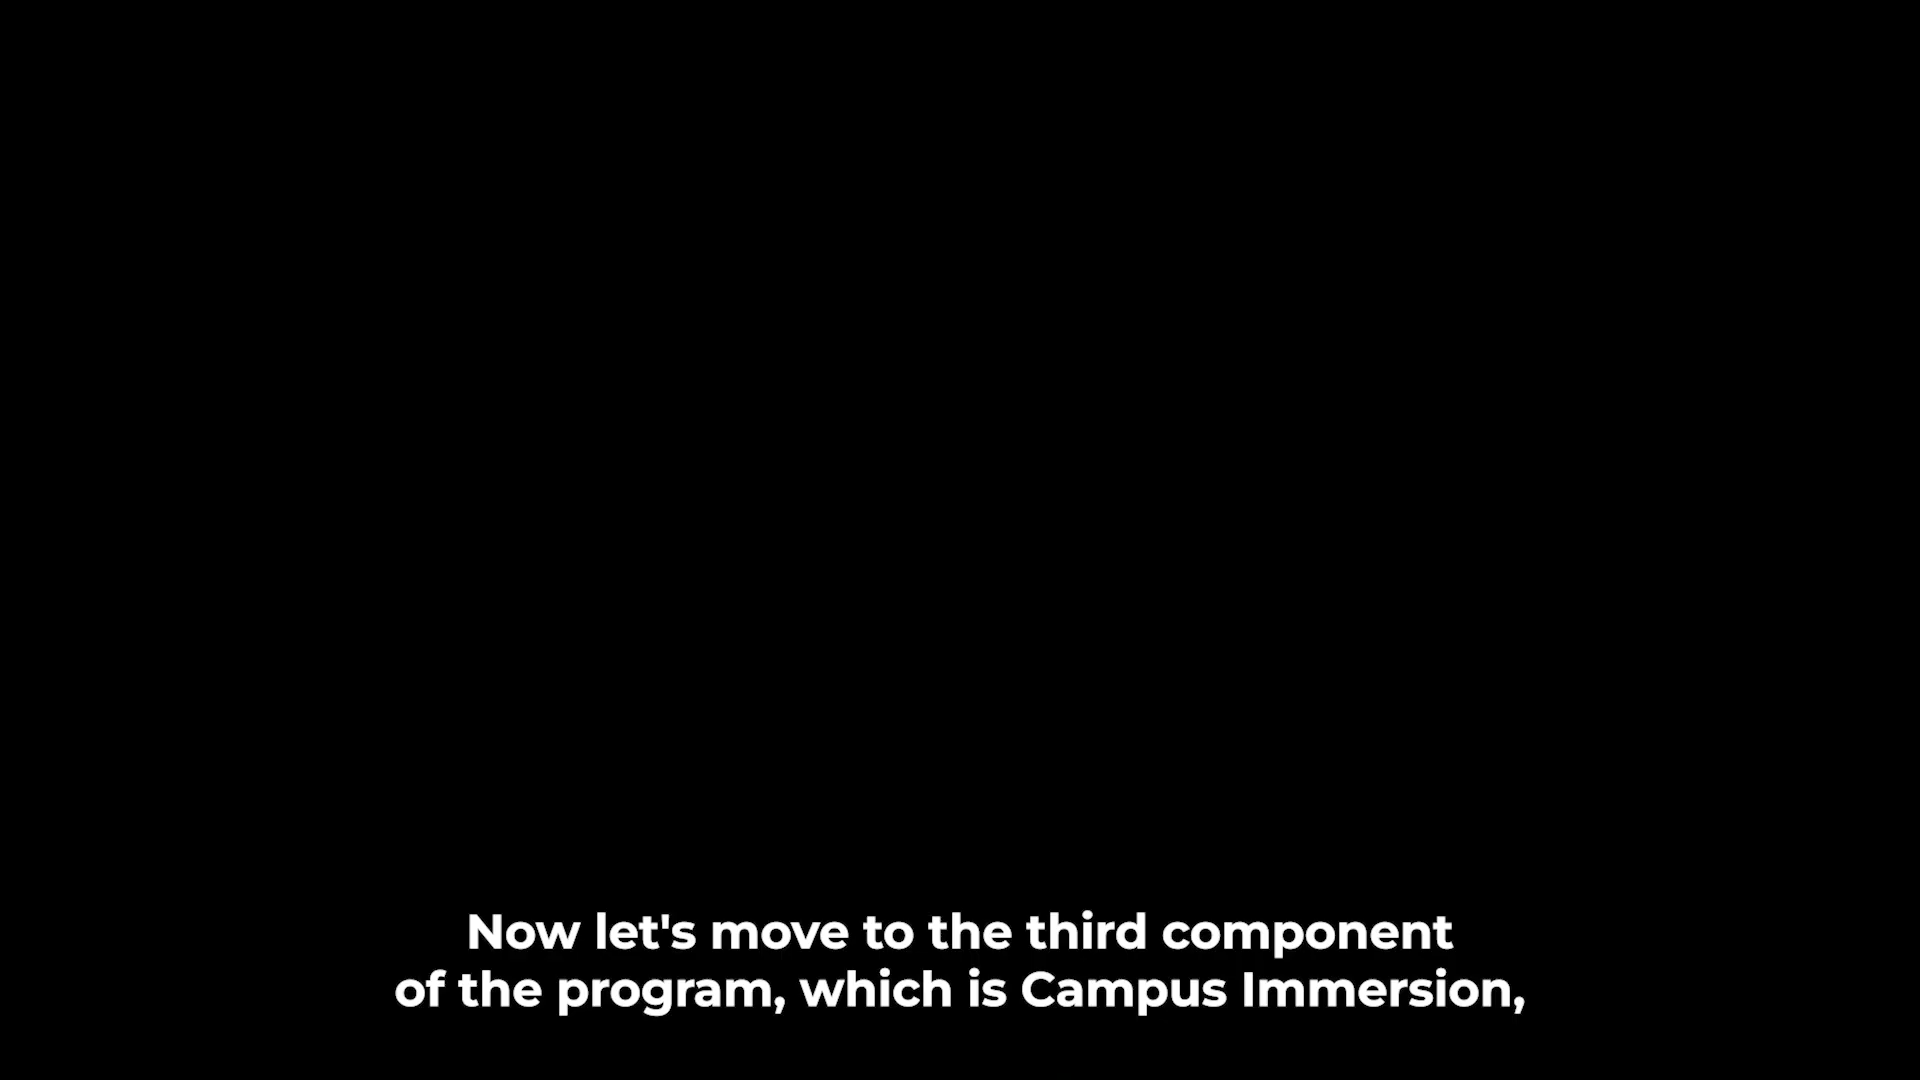 Now let's move to the third component
of the program, which is Campus Immersion,